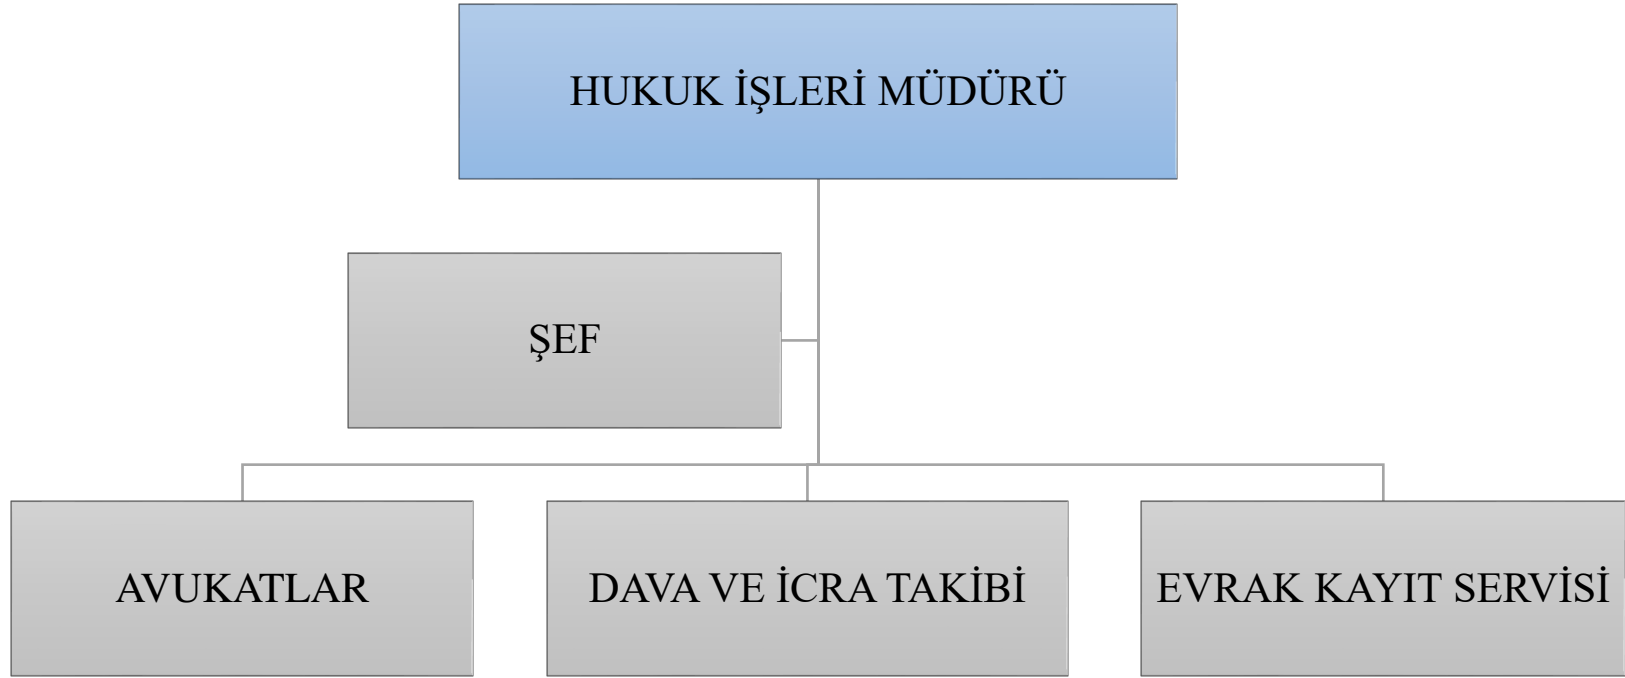 HUKUK İŞLERİ MÜDÜRÜ
ŞEF
AVUKATLAR
DAVA VE İCRA TAKİBİ
EVRAK KAYIT SERVİSİ